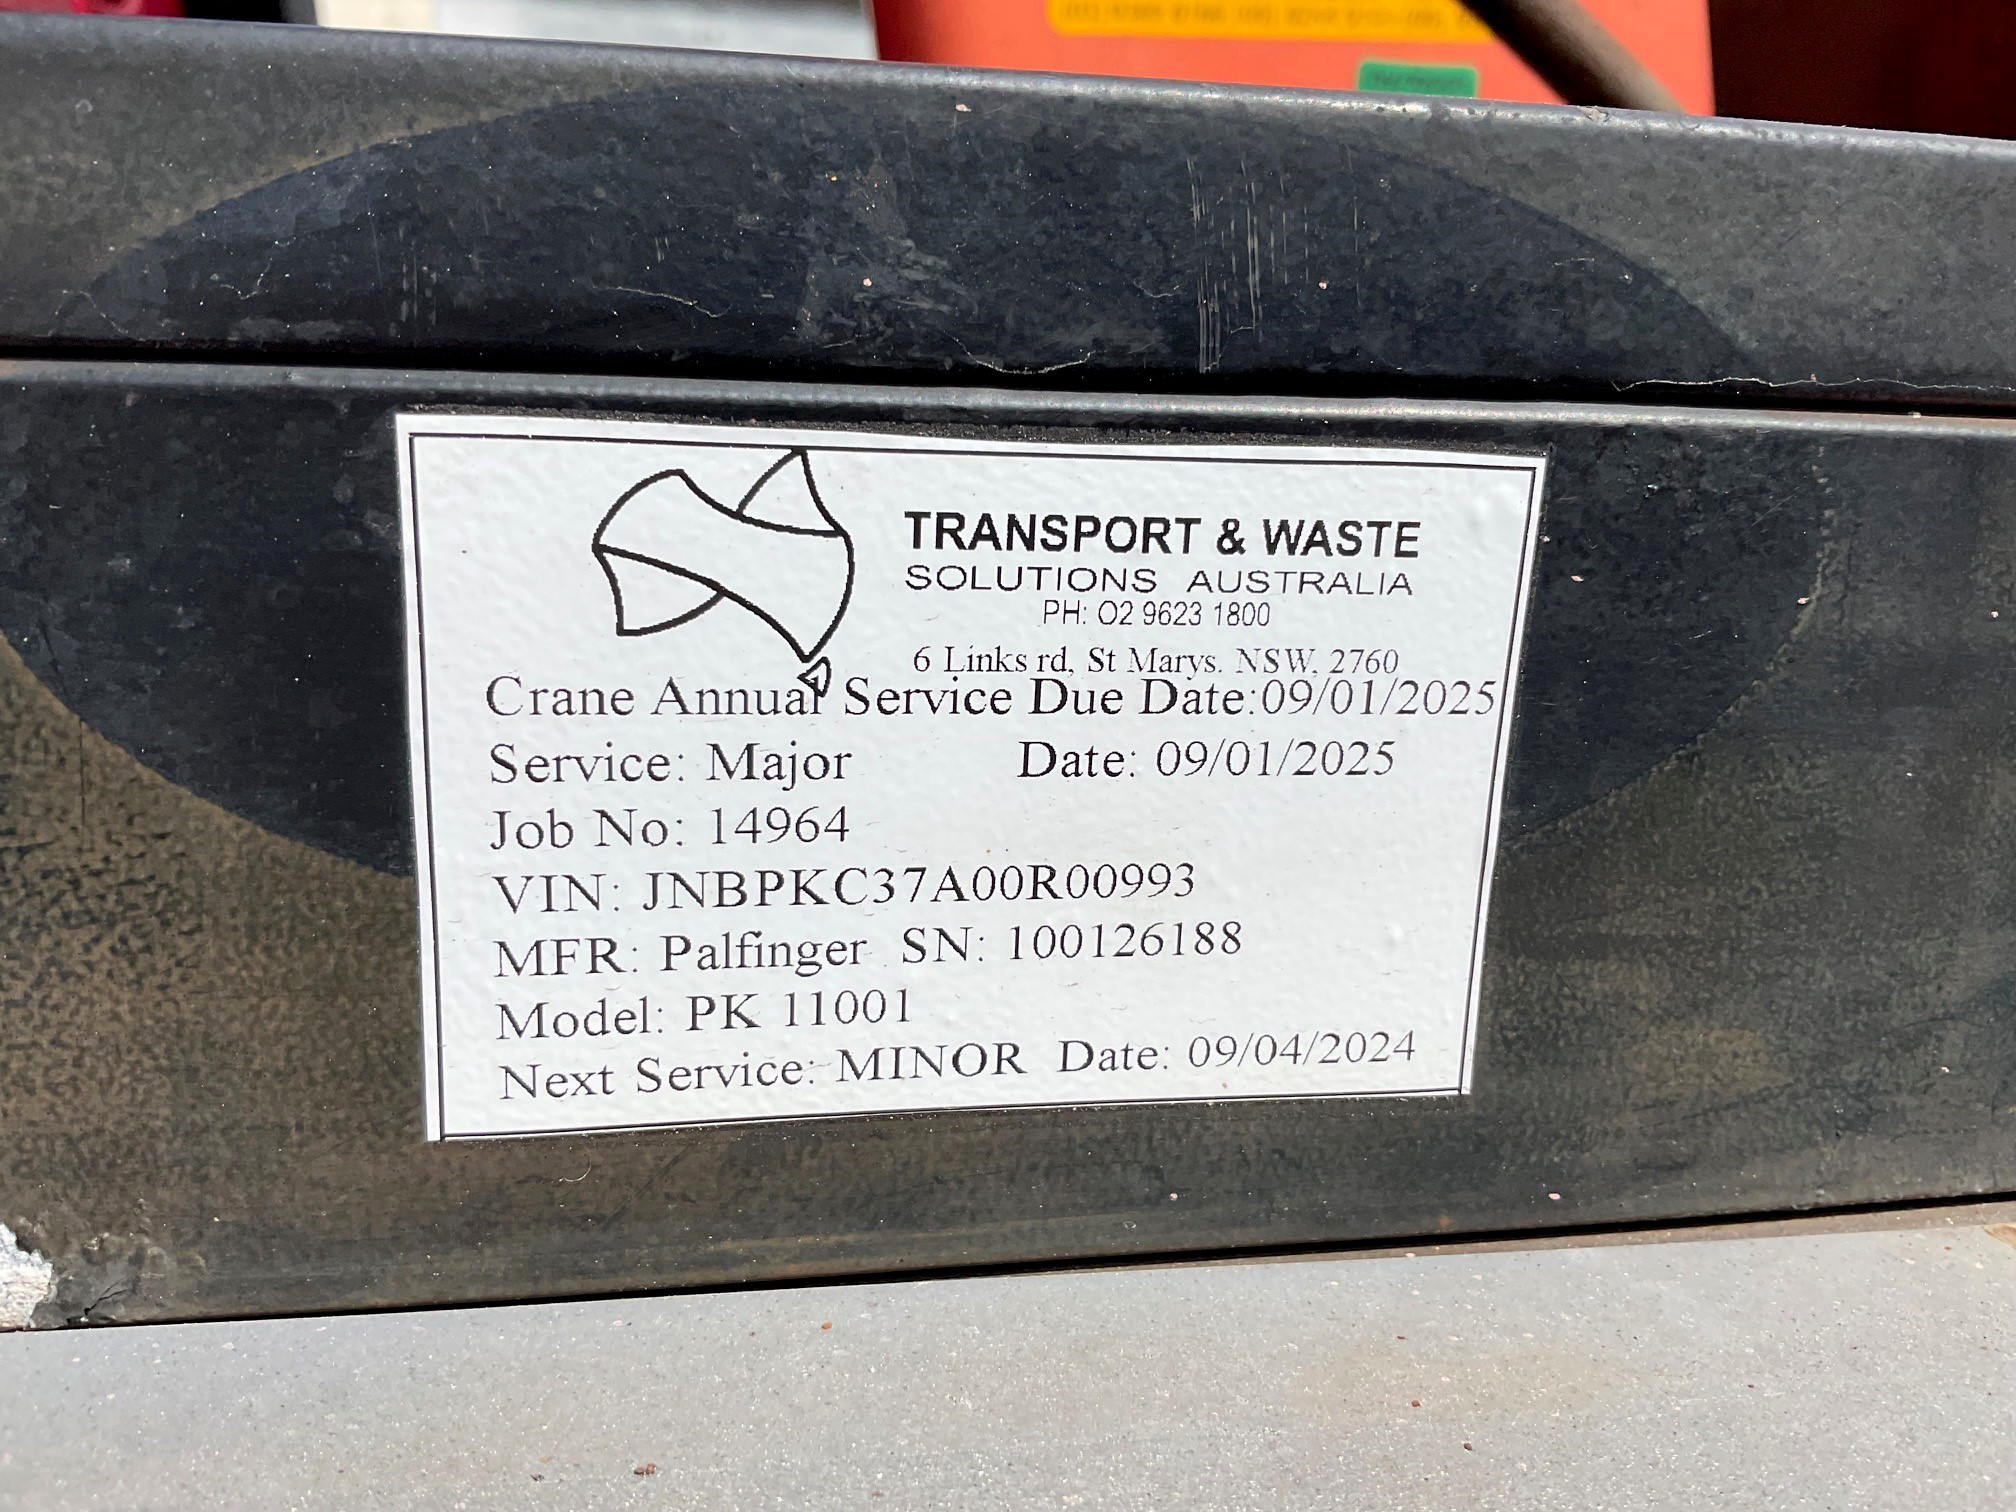 TRANSPORT & WASTE
SOLUTIONS AUSTRALIA
PH: 02 9623 1800
6 Links rd, St Marys. NSW, 2760
Crane Annual Service Due Date:09/01/2025
Service: Major Date: 09/01/2025
Job No: 14964
VIN: JNBPKC37A00R00993
MFR: Palfinger SN: 100126188
Model: PK 11001
Next Service: MINOR Date: 09/04/2024